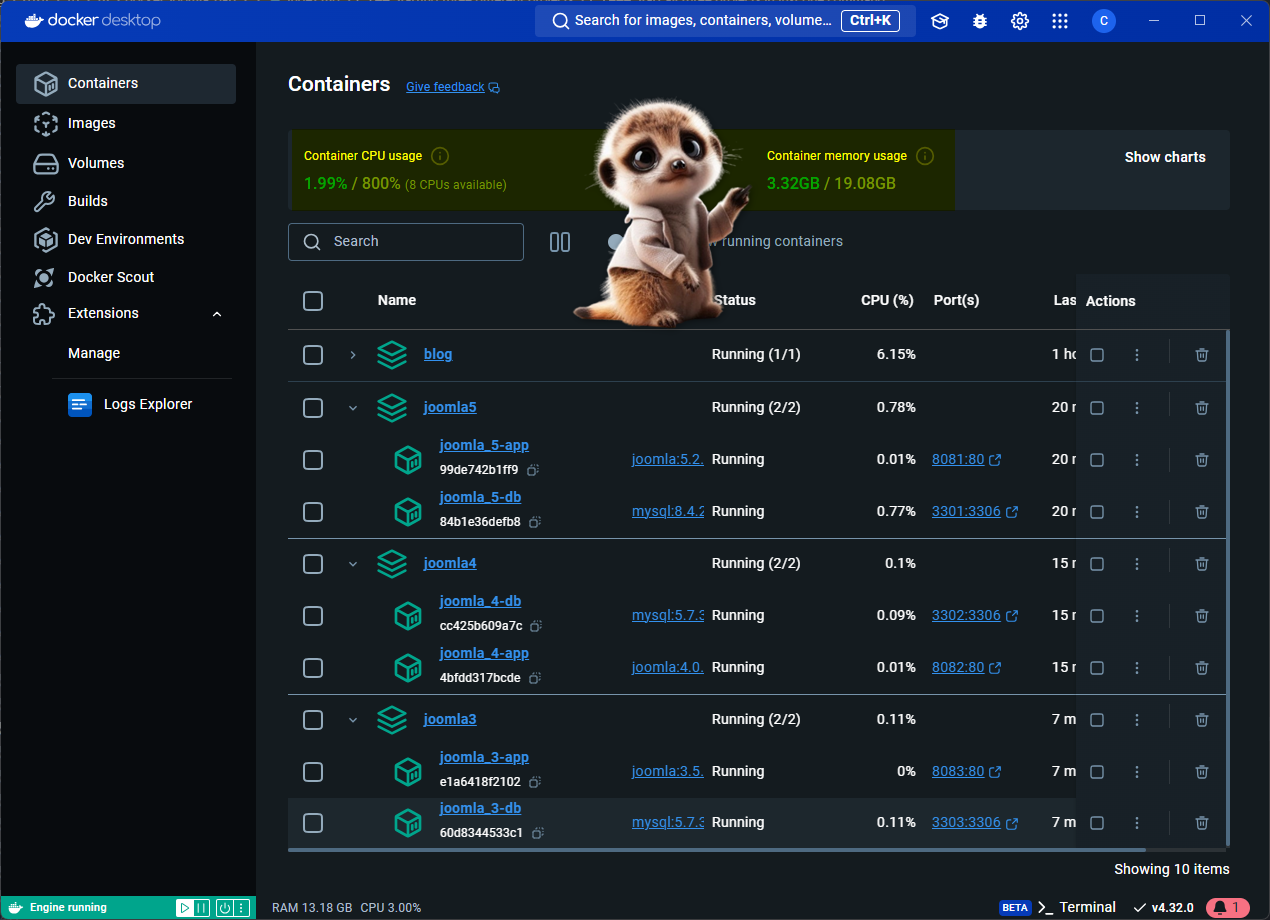 docker desktop
Search for images, containers, volume...
Ctrl+K
C
Containers
Images
Volumes
Builds
Dev Environments
Docker Scout
Extensions
Manage
Logs Explorer
Containers Give feedback
Container CPU usage
1.99% / 800% (8 CPUs available)
Container memory usage
3.32GB / 19.08GB
Show charts
Search
running containers
Name Status CPU (%) Port(s) Las Actions
blog Running (1/1) 6.15% 1 ho
joomla5 Running (2/2) 0.78% 20 r
joomla_5-app
99de742b1ff9
joomla:5.2. Running 0.01% 8081:80 20 r
joomla_5-db
84b1e36defb8
mysql:8.4.2 Running 0.77% 3301:3306 20 r
joomla4 Running (2/2) 0.1% 15 r
joomla_4-db
cc425b609a7c
mysql:5.7.3 Running 0.09% 3302:3306 15 r
joomla_4-app
4bfdd317bcde
joomla:4.0. Running 0.01% 8082:80 15 r
joomla3 Running (2/2) 0.11% 7 m
joomla_3-app
e1a6418f2102
joomla:3.5. Running 0% 8083:80 7 m
joomla_3-db
60d8344533c1
mysql:5.7.3 Running 0.11% 3303:3306 7 m
Showing 10 items
Engine running
RAM 13.18 GB CPU 3.00%
BETA >_ Terminal
v4.32.0
1